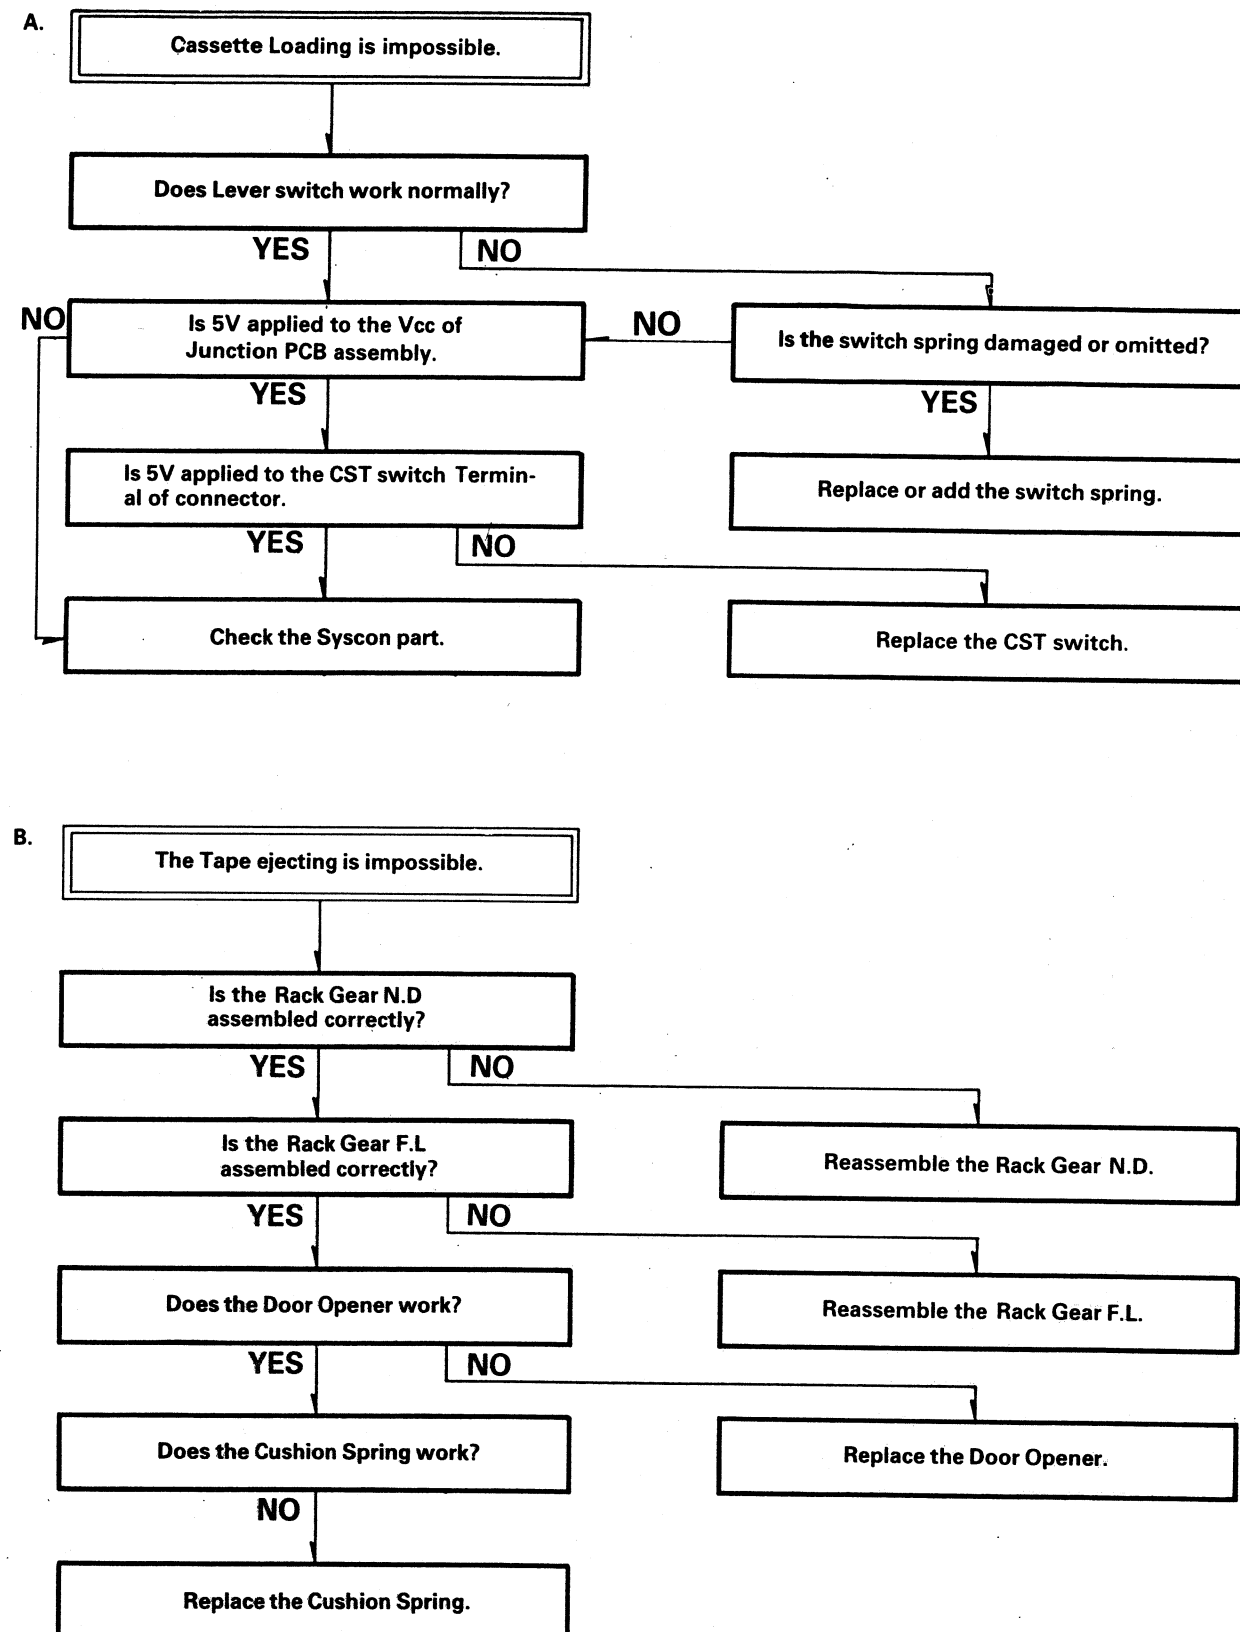 A.
Cassette Loading is impossible.
Does Lever switch work normally?
YES
NO
NO
Is 5V applied to the Vcc of
Junction PCB assembly.
NO
Is the switch spring damaged or omitted?
YES
YES
Is 5V applied to the CST switch Termin-
al of connector.
Replace or add the switch spring.
YES
NO
Check the Syscon part.
Replace the CST switch.
B.
The Tape ejecting is impossible.
Is the Rack Gear N.D
assembled correctly?
YES
NO
Is the Rack Gear F.L
assembled correctly?
Reassemble the Rack Gear N.D.
YES
NO
Does the Door Opener work?
Reassemble the Rack Gear F.L.
YES
NO
Does the Cushion Spring work?
Replace the Door Opener.
NO
Replace the Cushion Spring.